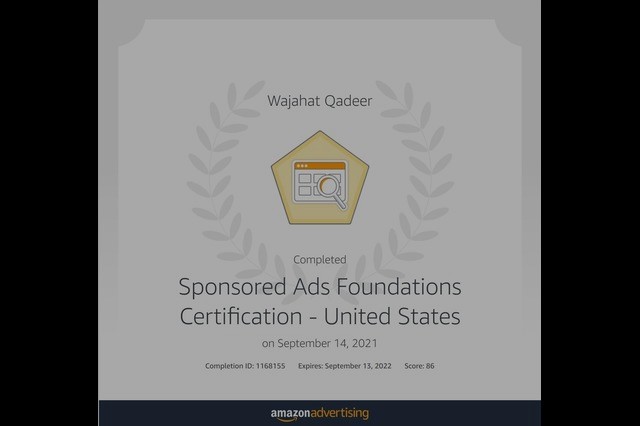 Wajahat Qadeer
Completed
Sponsored Ads Foundations
Certification - United States
on September 14, 2021
Completion ID: 1168155 Expires: September 13, 2022 Score: 86
amazonadvertising